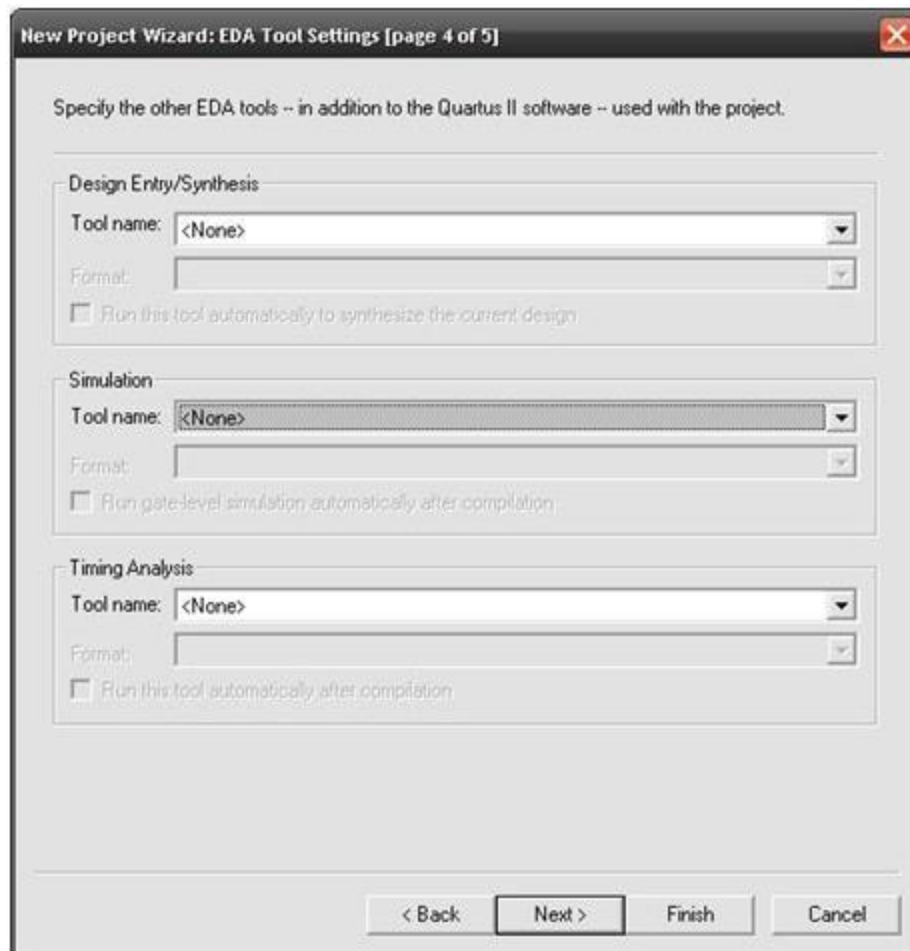 New Project Wizard: EDA Tool Settings [page 4 of 5]
Specify the other EDA tools -- in addition to the Quartus II software -- used with the project.
Design Entry/Synthesis
Tool name: <None>
Format:
Run this tool automatically to synthesize the current design
Simulation
Tool name: <None>
Format:
Run gate-level simulation automatically after compilation
Timing Analysis
Tool name: <None>
Format:
Run this tool automatically after compilation
< Back Next > Finish Cancel